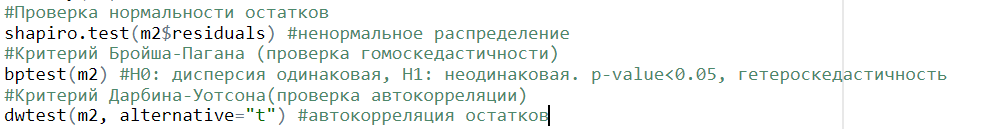 #Проверка нормальности остатков
shapiro.test(m2$residuals) #ненормальное распределение
#Критерий Бройша-Пагана (проверка гомоскедастичности)
bptest(m2) #H0: дисперсия одинаковая, H1: неодинаковая. p-value<0.05, гетероскедастичность
#Критерий Дарбина-Уотсона(проверка автокорреляции)
dwtest(m2, alternative="t") #автокорреляция остатков